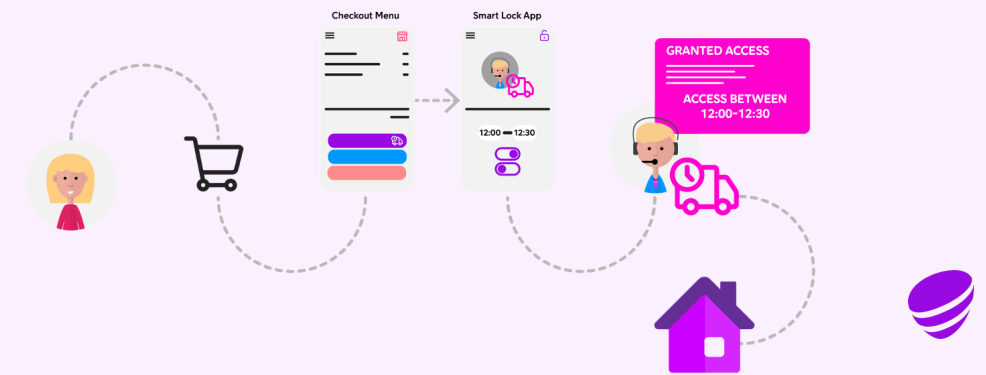 Checkout Menu
Smart Lock App
12:00 – 12:30
GRANTED ACCESS
ACCESS BETWEEN
12:00-12:30